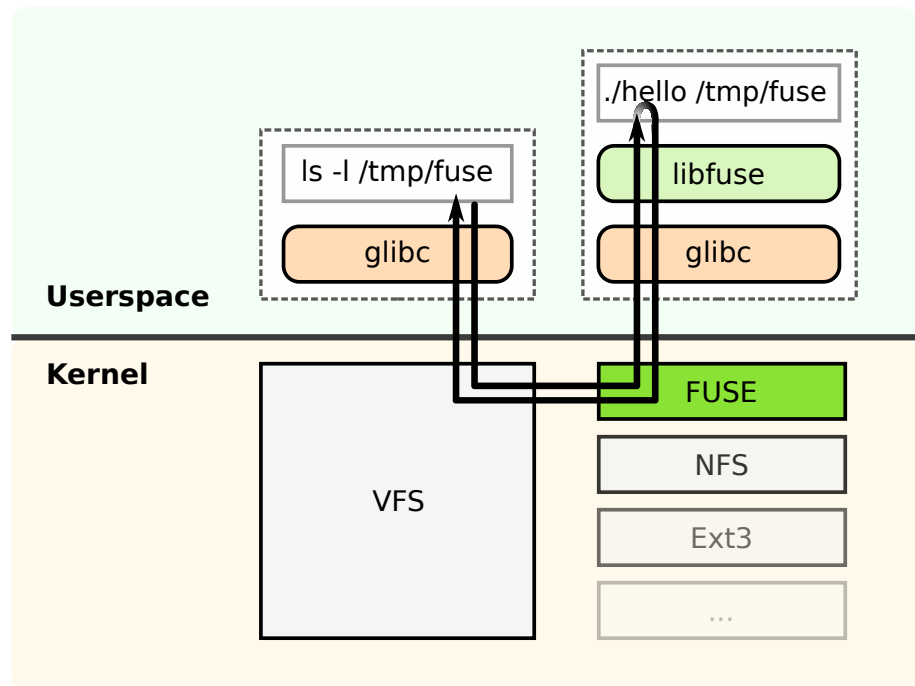 ./hello /tmp/fuse
ls -l /tmp/fuse
libfuse
glibc
glibc
Userspace
Kernel
FUSE
NFS
VFS
Ext3
...